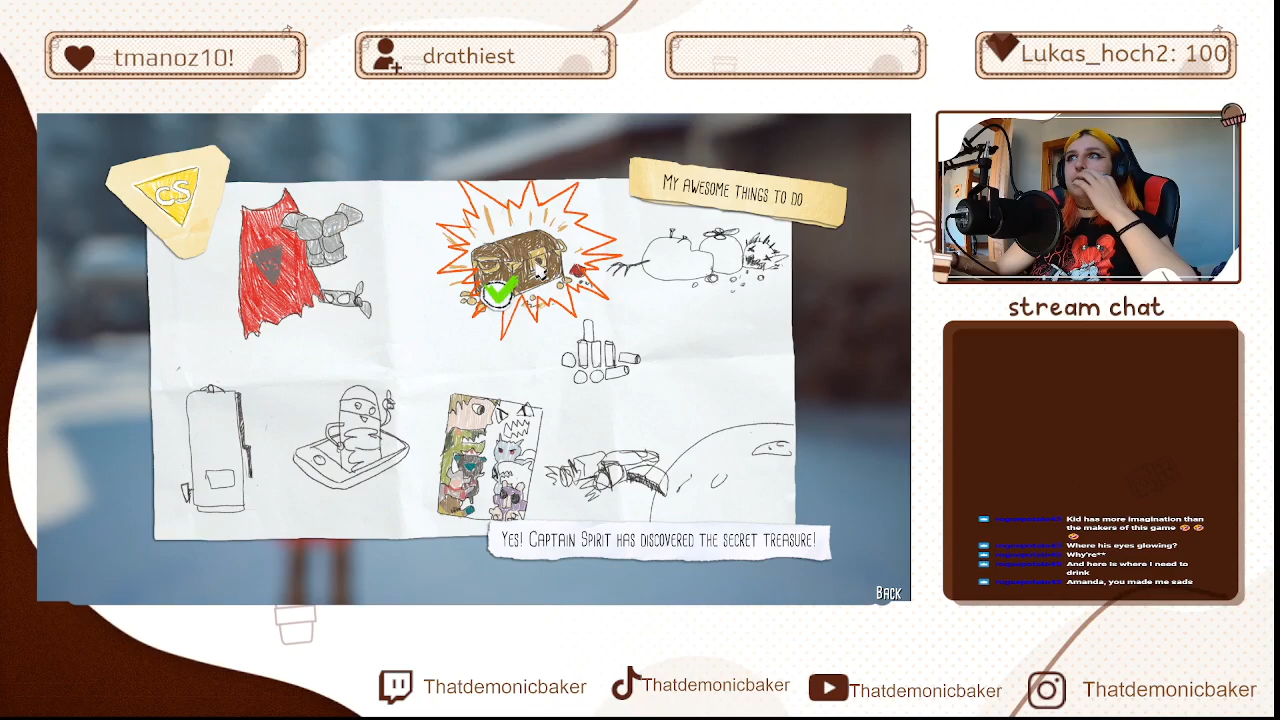 tmanoz10!
drathiest
Lukas_hoch2: 100
CS
MY AWESOME THINGS TO DO
stream chat
Kid has more imagination than
the makers of this game
Where his eyes glowing?
Why're**
And here is where I need to
drink
Amanda, you made me sads
YES! CAPTAIN SPIRIT HAS DISCOVERED THE SECRET TREASURE!
BACK
Thatdemonicbaker
Thatdemonicbaker
Thatdemonicbaker
Thatdemonicbaker